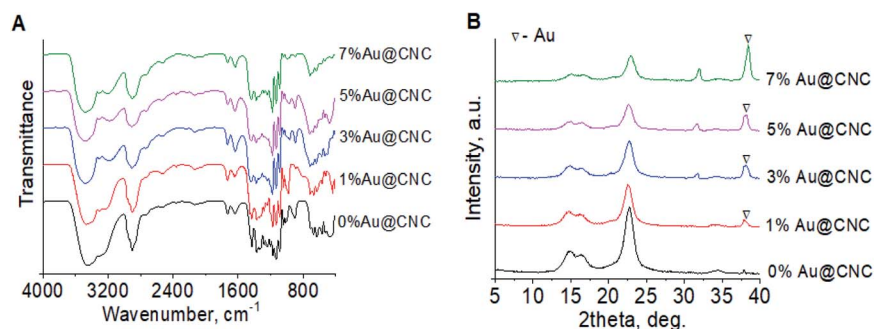 A
Transmittance
7%Au@CNC
5%Au@CNC
3%Au@CNC
1%Au@CNC
0%Au@CNC
4000 3200 2400 1600 800
Wavenumber, cm⁻¹
B
▿- Au
Intensity, a.u.
7% Au@CNC
5% Au@CNC
3% Au@CNC
1% Au@CNC
0% Au@CNC
5 10 15 20 25 30 35 40
2theta, deg.